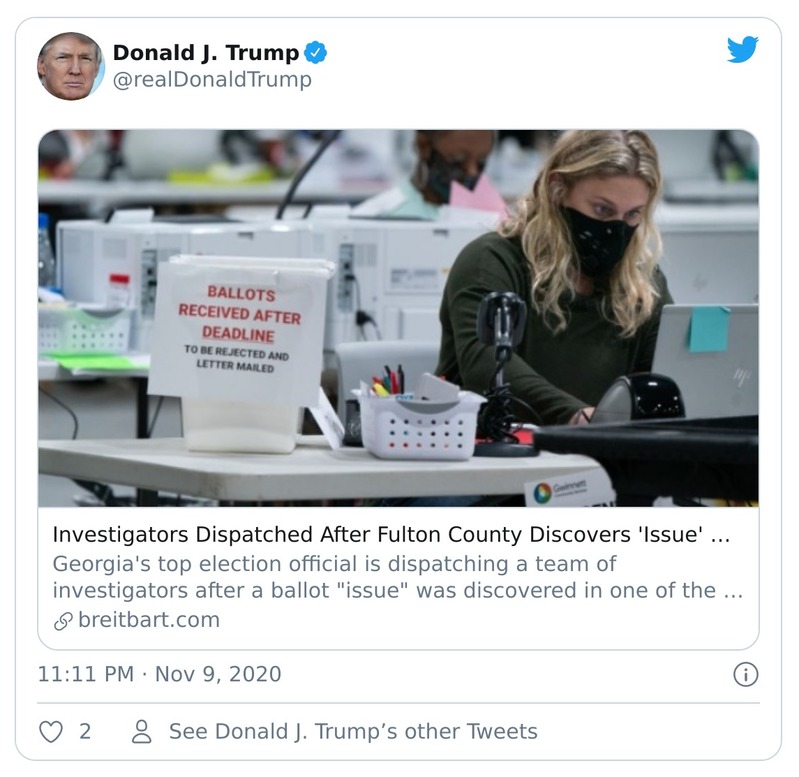 Donald J. Trump
@realDonaldTrump
BALLOTS
RECEIVED AFTER
DEADLINE
TO BE REJECTED AND
LETTER MAILED
hp
Gwinnett
Investigators Dispatched After Fulton County Discovers 'Issue' ...
Georgia's top election official is dispatching a team of
investigators after a ballot "issue" was discovered in one of the ...
breitbart.com
11:11 PM · Nov 9, 2020
2
See Donald J. Trump’s other Tweets